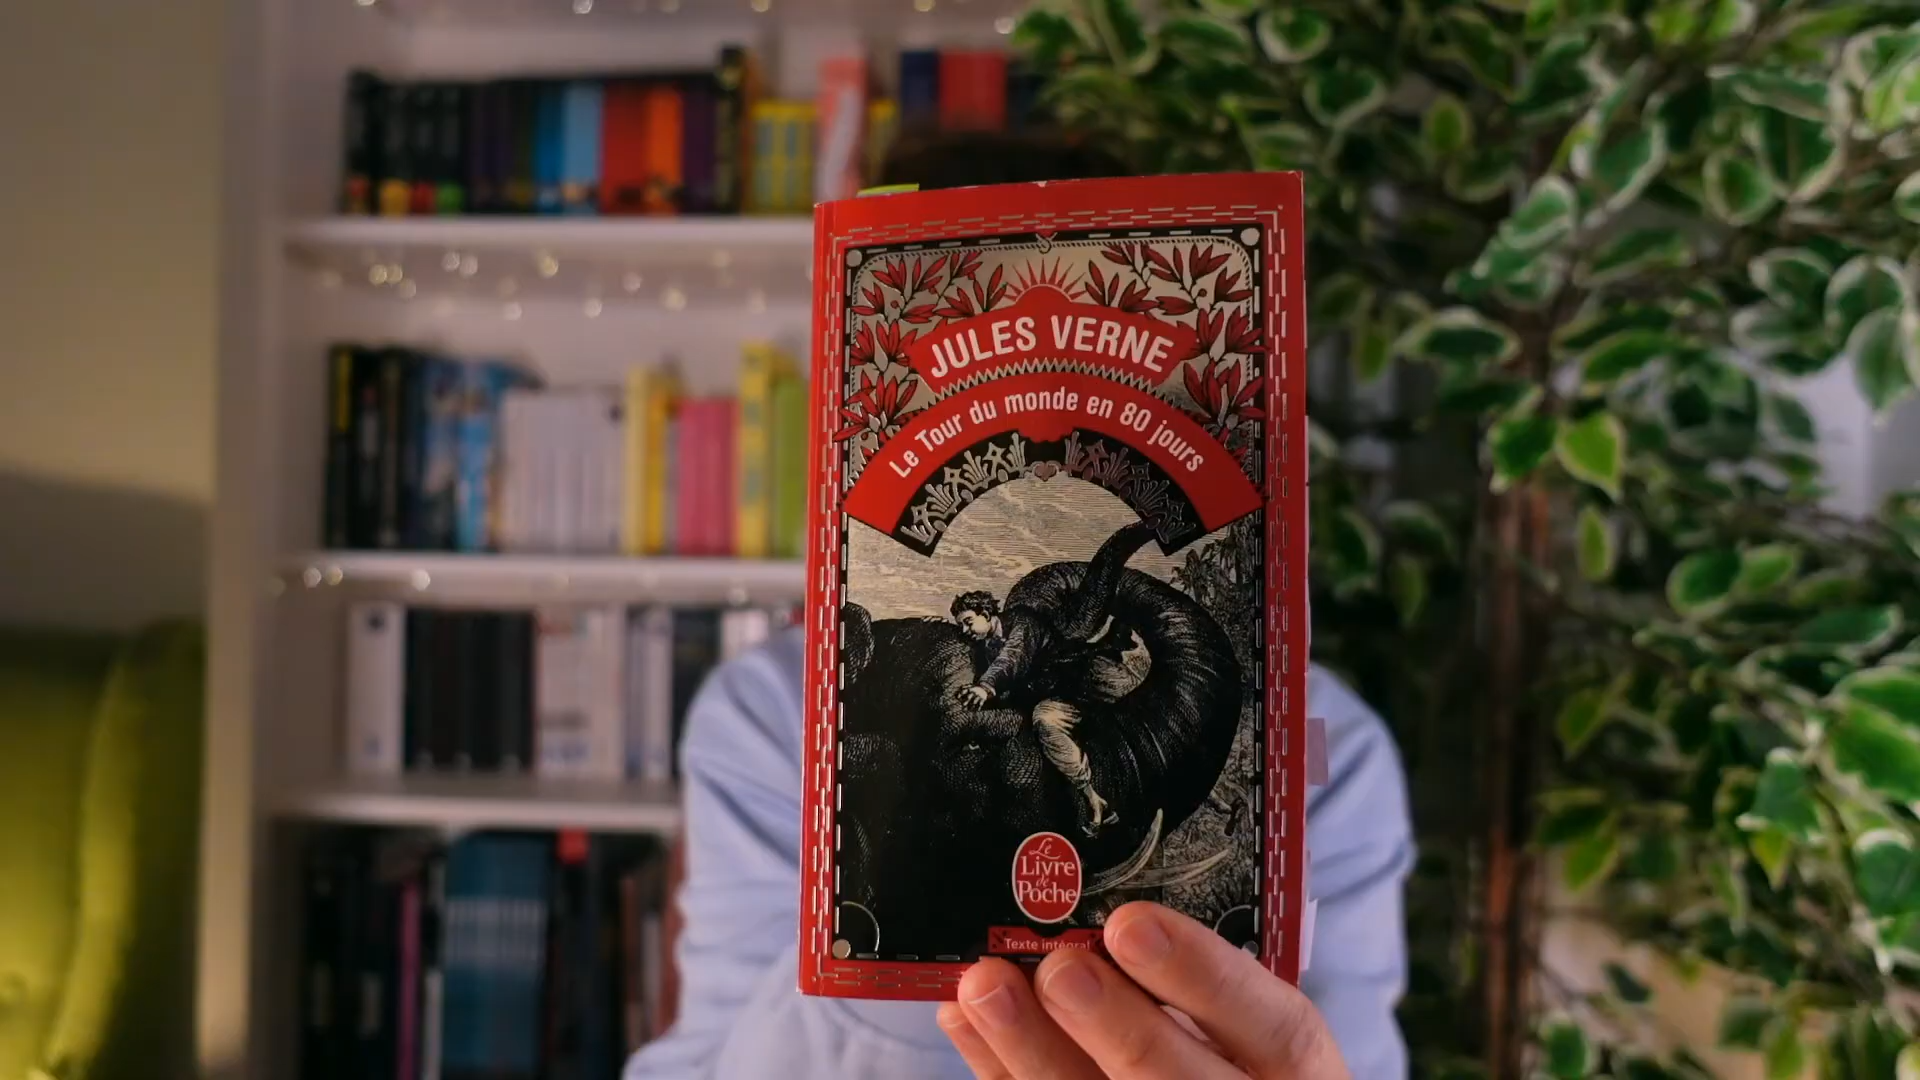 JULES VERNE
Le Tour du monde en 80 jours
Le
Livre
de
Poche
Texte intégral